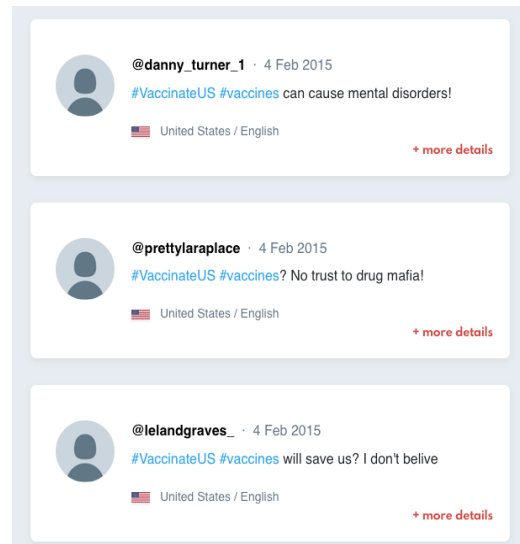 @danny_turner_1 · 4 Feb 2015
#VaccinateUS #vaccines can cause mental disorders!
United States / English
+ more details
@prettylaraplace · 4 Feb 2015
#VaccinateUS #vaccines? No trust to drug mafia!
United States / English
+ more details
@lelandgraves_ · 4 Feb 2015
#VaccinateUS #vaccines will save us? I don't belive
United States / English
+ more details